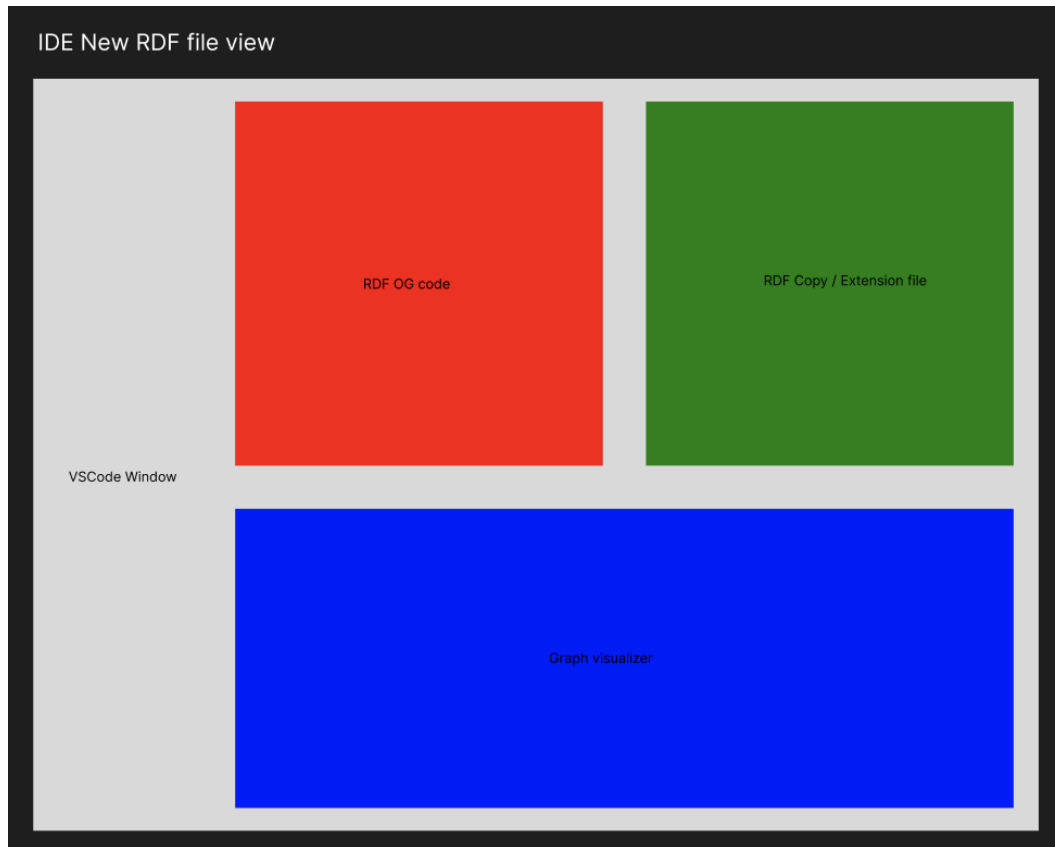 IDE New RDF file view
RDF OG code
RDF Copy / Extension file
VSCode Window
Graph visualizer